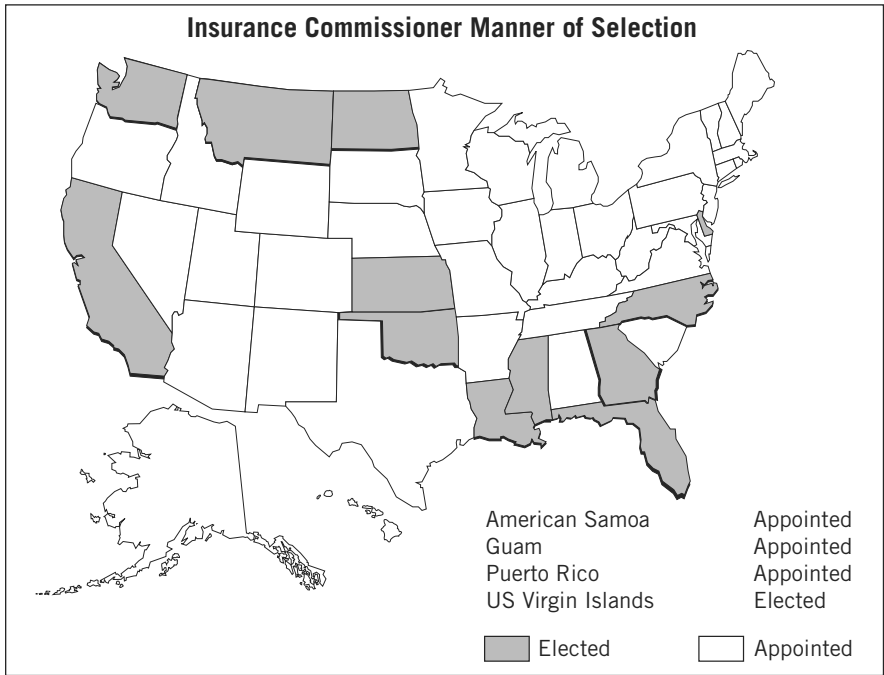 Insurance Commissioner Manner of Selection
American Samoa Appointed
Guam Appointed
Puerto Rico Appointed
US Virgin Islands Elected
Elected Appointed